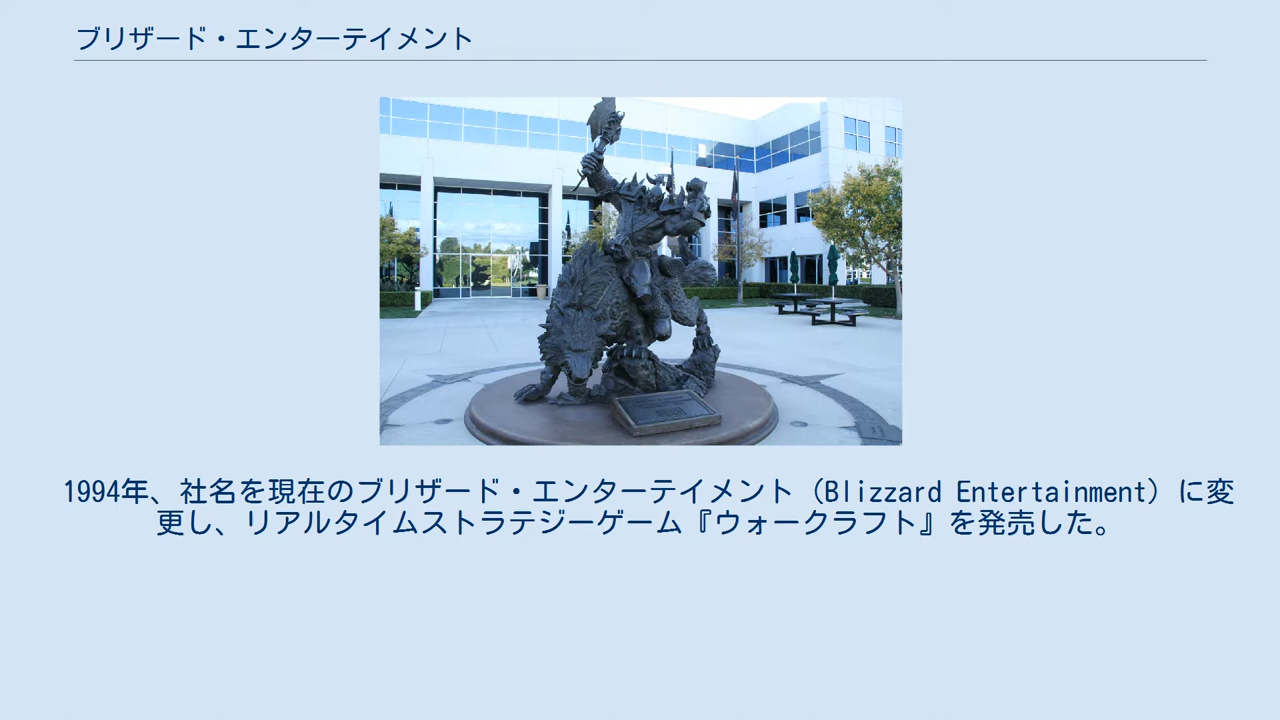 ブリザード・エンターテイメント
1994年、社名を現在のブリザード・エンターテイメント（Blizzard Entertainment）に変
更し、リアルタイムストラテジーゲーム『ウォークラフト』を発売した。